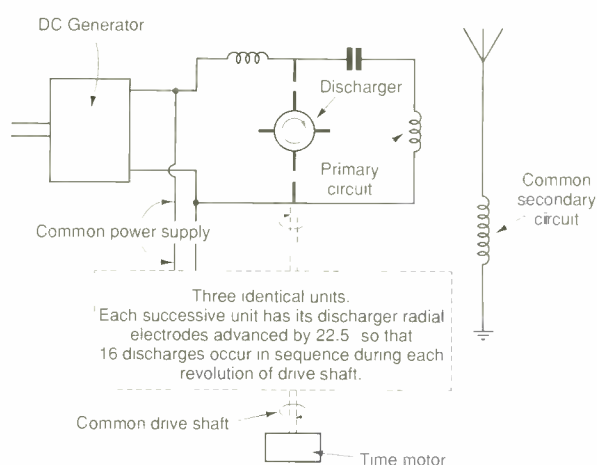 DC Generator
Discharger
Primary
circuit
Common
secondary
circuit
Common power supply
Three identical units.
Each successive unit has its discharger radial
electrodes advanced by 22.5 so that
16 discharges occur in sequence during each
revolution of drive shaft.
Common drive shaft
Time motor